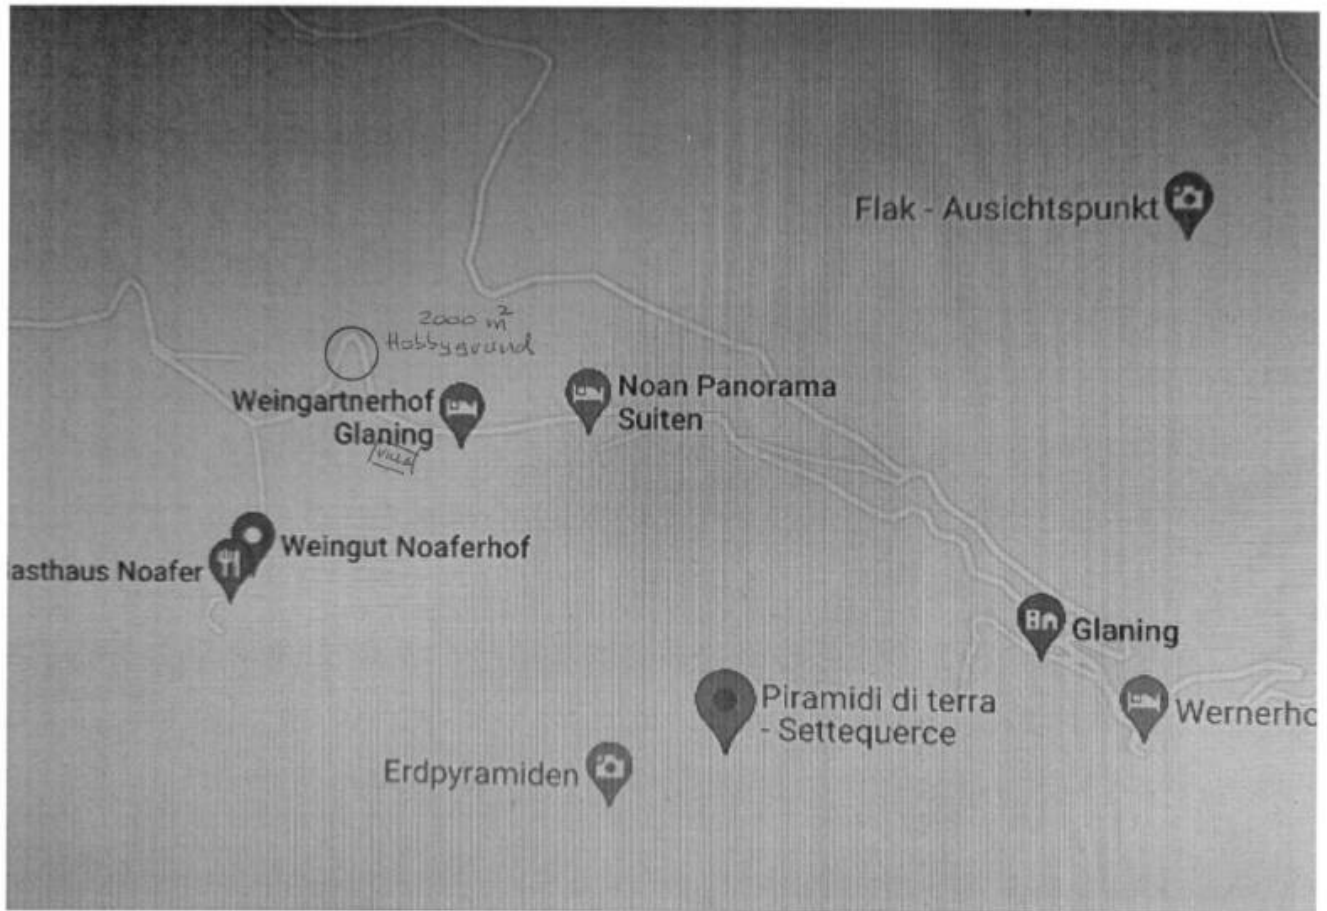 Flak - Ausichtspunkt
2000 m²
Hobbygrund
Weingartnerhof
Glaning
VILLA
Noan Panorama
Suiten
Weingut Noaferhof
asthaus Noafer
Glaning
Piramidi di terra
- Settequerce
Wernerho
Erdpyramiden